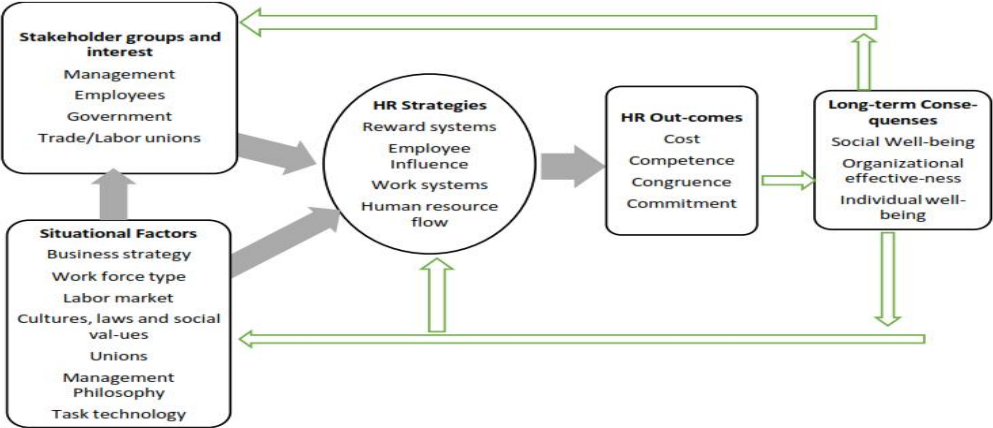 Stakeholder groups and
interest
Management
Employees
Government
Trade/Labor unions
Situational Factors
Business strategy
Work force type
Labor market
Cultures, laws and social
val-ues
Unions
Management
Philosophy
Task technology
HR Strategies
Reward systems
Employee
Influence
Work systems
Human resource
flow
HR Out-comes
Cost
Competence
Congruence
Commitment
Long-term Conse-
quenses
Social Well-being
Organizational
effective-ness
Individual well-
being